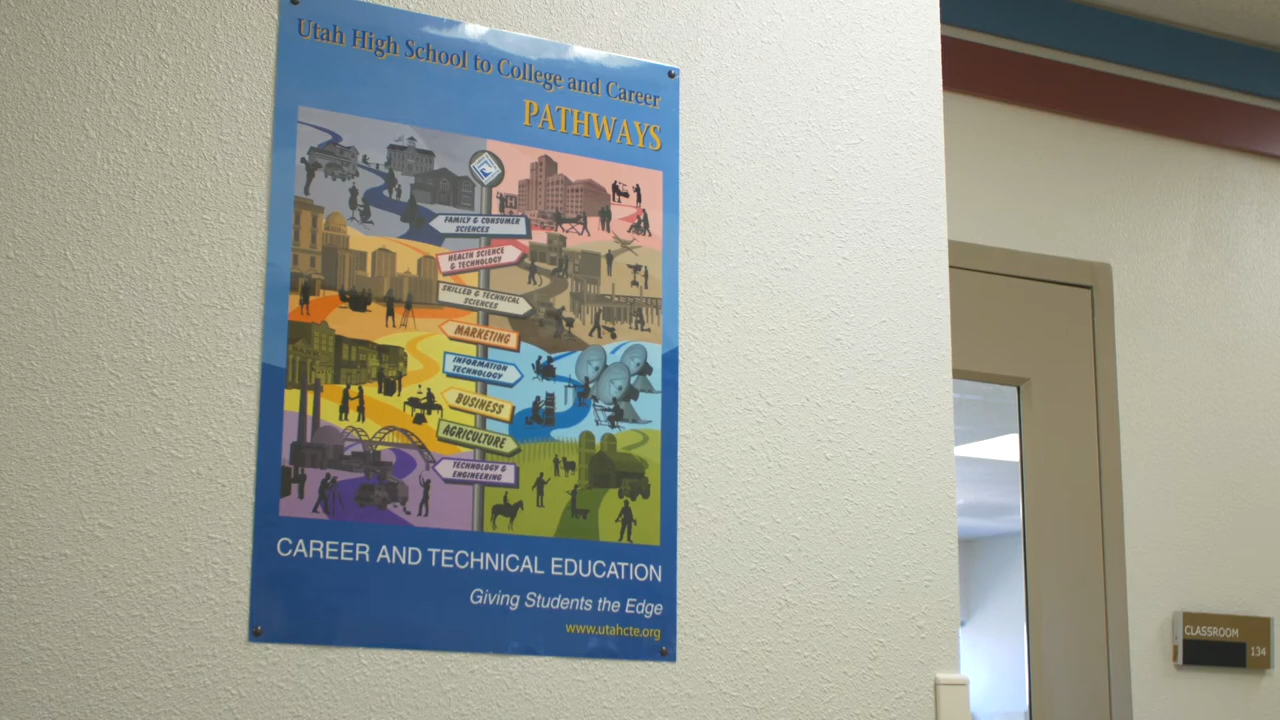 Utah High School to College and Career
PATHWAYS
FAMILY & CONSUMER
SCIENCES
HEALTH SCIENCE
& TECHNOLOGY
SKILLED & TECHNICAL
SCIENCES
MARKETING
INFORMATION
TECHNOLOGY
BUSINESS
AGRICULTURE
TECHNOLOGY &
ENGINEERING
CAREER AND TECHNICAL EDUCATION
Giving Students the Edge
www.utahcte.org
CLASSROOM
134